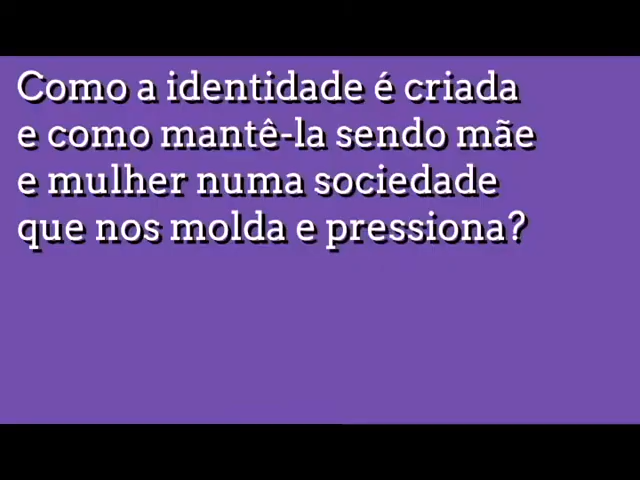 Como a identidade é criada
e como mantê-la sendo mãe
e mulher numa sociedade
que nos molda e pressiona?